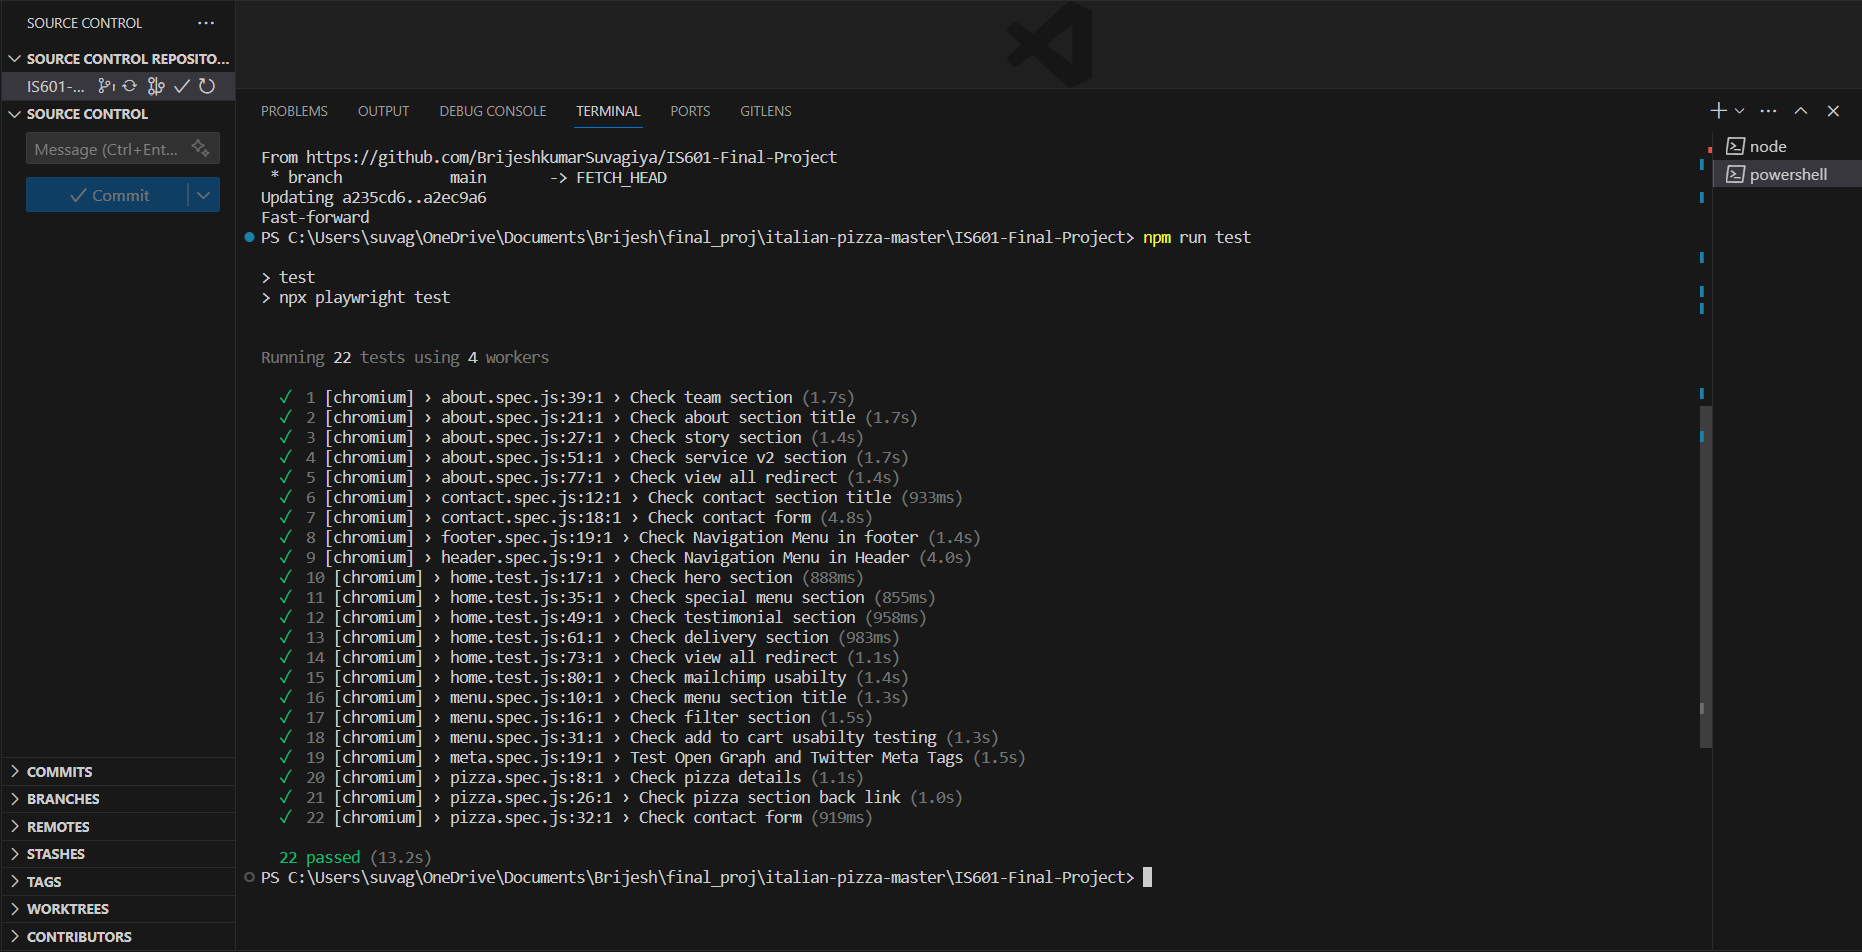 SOURCE CONTROL
SOURCE CONTROL REPOSITO...
IS601-...
SOURCE CONTROL
Message (Ctrl+Ent...
Commit
COMMITS
BRANCHES
REMOTES
STASHES
TAGS
WORKTREES
CONTRIBUTORS
PROBLEMS OUTPUT DEBUG CONSOLE TERMINAL PORTS GITLENS
From https://github.com/BrijeshkumarSuvagiya/IS601-Final-Project
* branch main -> FETCH_HEAD
Updating a235cd6..a2ec9a6
Fast-forward
PS C:\Users\suvag\OneDrive\Documents\Brijesh\final_proj\italian-pizza-master\IS601-Final-Project> npm run test
> test
> npx playwright test
Running 22 tests using 4 workers
✓ 1 [chromium] › about.spec.js:39:1 › Check team section (1.7s)
✓ 2 [chromium] › about.spec.js:21:1 › Check about section title (1.7s)
✓ 3 [chromium] › about.spec.js:27:1 › Check story section (1.4s)
✓ 4 [chromium] › about.spec.js:51:1 › Check service v2 section (1.7s)
✓ 5 [chromium] › about.spec.js:77:1 › Check view all redirect (1.4s)
✓ 6 [chromium] › contact.spec.js:12:1 › Check contact section title (933ms)
✓ 7 [chromium] › contact.spec.js:18:1 › Check contact form (4.8s)
✓ 8 [chromium] › footer.spec.js:19:1 › Check Navigation Menu in footer (1.4s)
✓ 9 [chromium] › header.spec.js:9:1 › Check Navigation Menu in Header (4.0s)
✓ 10 [chromium] › home.test.js:17:1 › Check hero section (888ms)
✓ 11 [chromium] › home.test.js:35:1 › Check special menu section (855ms)
✓ 12 [chromium] › home.test.js:49:1 › Check testimonial section (958ms)
✓ 13 [chromium] › home.test.js:61:1 › Check delivery section (983ms)
✓ 14 [chromium] › home.test.js:73:1 › Check view all redirect (1.1s)
✓ 15 [chromium] › home.test.js:80:1 › Check mailchimp usabilty (1.4s)
✓ 16 [chromium] › menu.spec.js:10:1 › Check menu section title (1.3s)
✓ 17 [chromium] › menu.spec.js:16:1 › Check filter section (1.5s)
✓ 18 [chromium] › menu.spec.js:31:1 › Check add to cart usabilty testing (1.3s)
✓ 19 [chromium] › meta.spec.js:19:1 › Test Open Graph and Twitter Meta Tags (1.5s)
✓ 20 [chromium] › pizza.spec.js:8:1 › Check pizza details (1.1s)
✓ 21 [chromium] › pizza.spec.js:26:1 › Check pizza section back link (1.0s)
✓ 22 [chromium] › pizza.spec.js:32:1 › Check contact form (919ms)
22 passed (13.2s)
PS C:\Users\suvag\OneDrive\Documents\Brijesh\final_proj\italian-pizza-master\IS601-Final-Project>
node
powershell